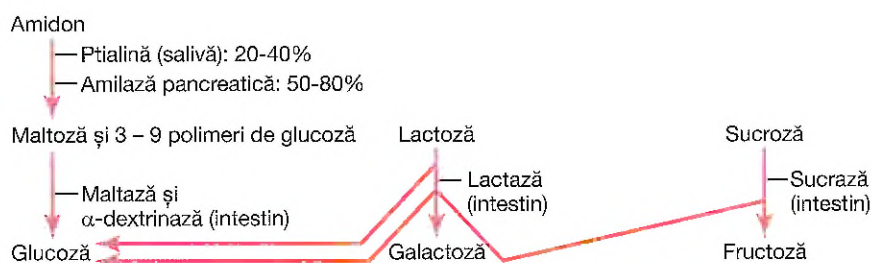 Amidon
Ptialină (salivă): 20-40%
Amilază pancreatică: 50-80%
Maltoză și 3 – 9 polimeri de glucoză
Lactoză
Sucroză
Maltază și
α-dextrinază (intestin)
Lactază
(intestin)
Sucrază
(intestin)
Glucoză
Galactoză
Fructoză